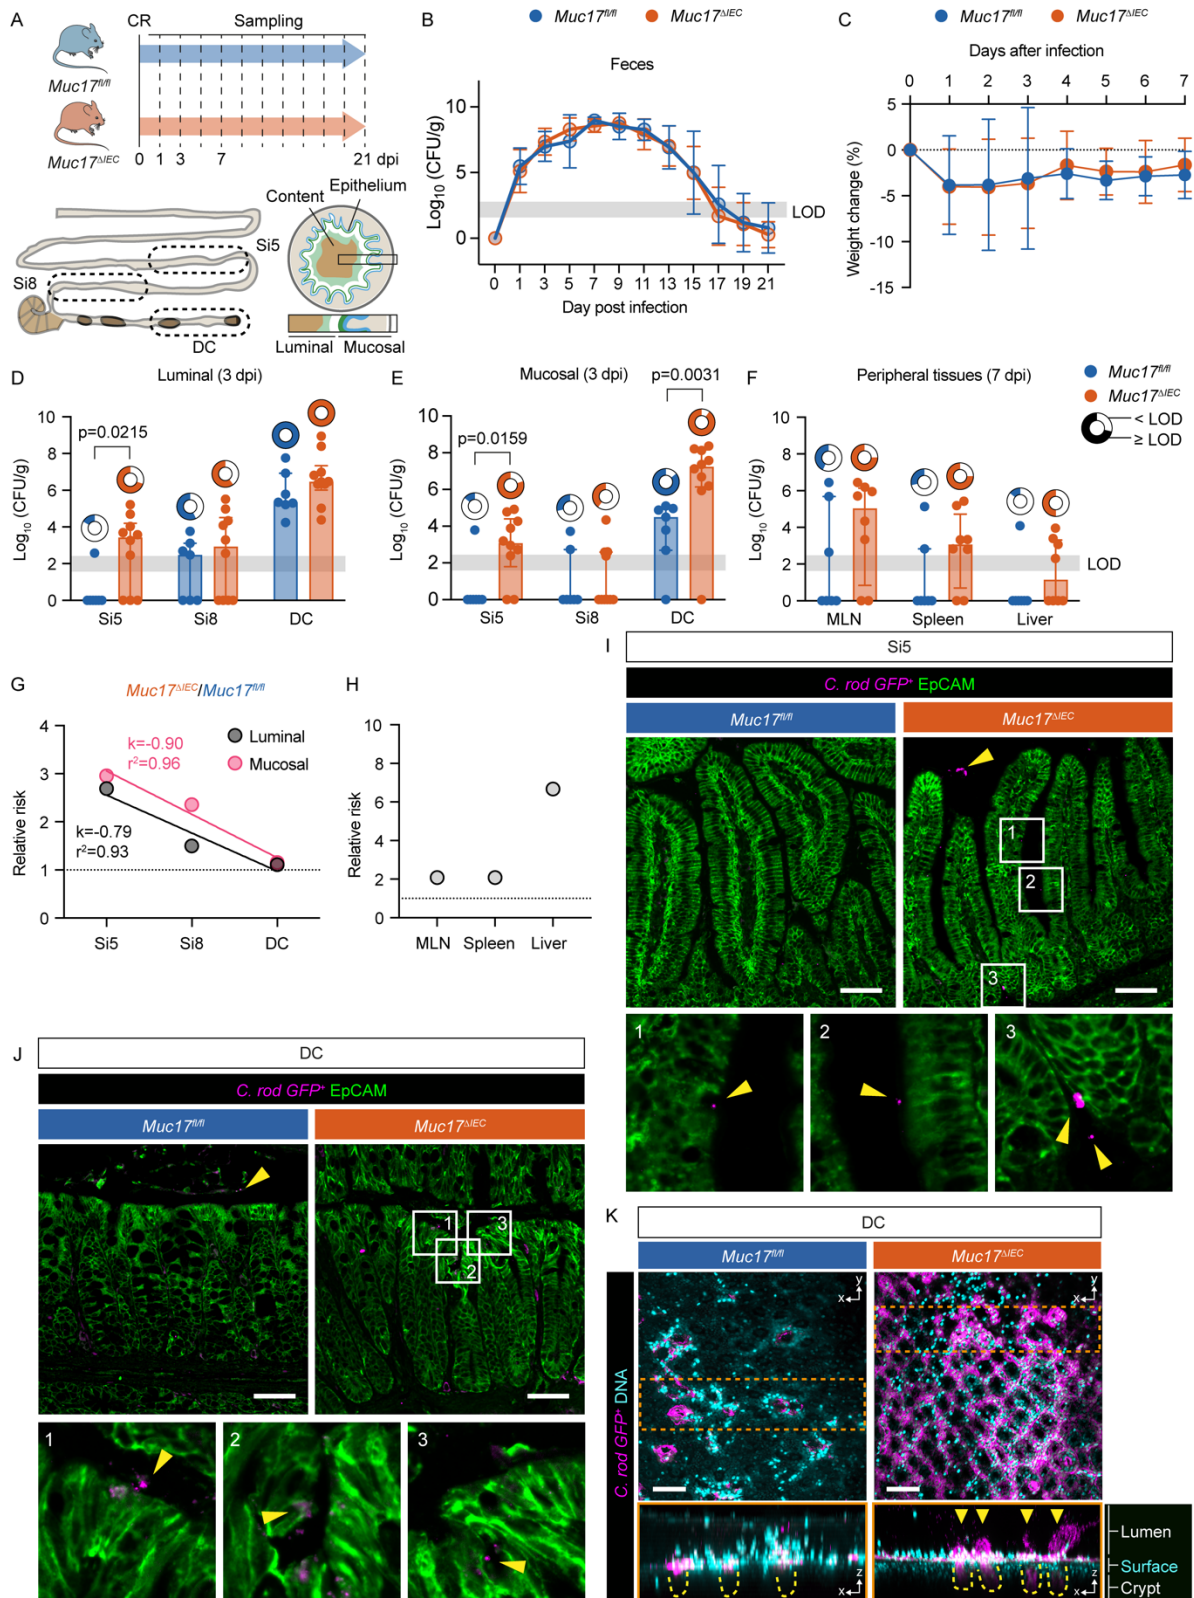 A
CR
Sampling
Muc17fl/fl
Muc17ΔIEC
0 1 3 7 21 dpi
Content
Epithelium
Si5
Si8
DC
Luminal Mucosal
B
Muc17fl/fl Muc17ΔIEC
Feces
Log10 (CFU/g)
10
5
0
LOD
0 1 3 5 7 9 11 13 15 17 19 21
Day post infection
C
Muc17fl/fl Muc17ΔIEC
Days after infection
0 1 2 3 4 5 6 7
Weight change (%)
5
0
-5
-10
-15
D
Luminal (3 dpi)
p=0.0215
Log10 (CFU/g)
10
8
6
4
2
0
Si5 Si8 DC
E
Mucosal (3 dpi)
p=0.0031
p=0.0159
Log10 (CFU/g)
10
8
6
4
2
0
Si5 Si8 DC
F
Peripheral tissues (7 dpi)
Muc17fl/fl
Muc17ΔIEC
< LOD
≥ LOD
Log10 (CFU/g)
10
8
6
4
2
0
LOD
MLN Spleen Liver
G
Muc17ΔIEC/Muc17fl/fl
Relative risk
4
3
2
1
0
k=-0.90
r2=0.96
Luminal
Mucosal
k=-0.79
r2=0.93
Si5 Si8 DC
H
Relative risk
10
8
6
4
2
0
MLN Spleen Liver
I
Si5
C. rod GFP+ EpCAM
Muc17fl/fl Muc17ΔIEC
1
2
3
1 2 3
J
DC
C. rod GFP+ EpCAM
Muc17fl/fl Muc17ΔIEC
1 3
2
1 2 3
K
DC
Muc17fl/fl Muc17ΔIEC
C. rod GFP+ DNA
y
x
y
x
z
x
z
x
Lumen
Surface
Crypt